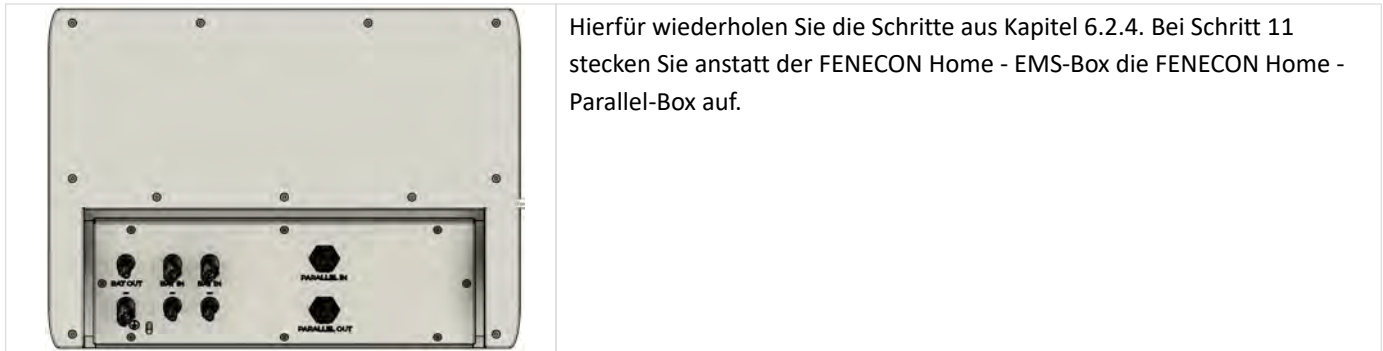 Hierfür wiederholen Sie die Schritte aus Kapitel 6.2.4. Bei Schritt 11
stecken Sie anstatt der FENECON Home - EMS-Box die FENECON Home -
Parallel-Box auf.
PARALLEL IN
BAT OUT BAT IN BAT IN
PARALLEL OUT